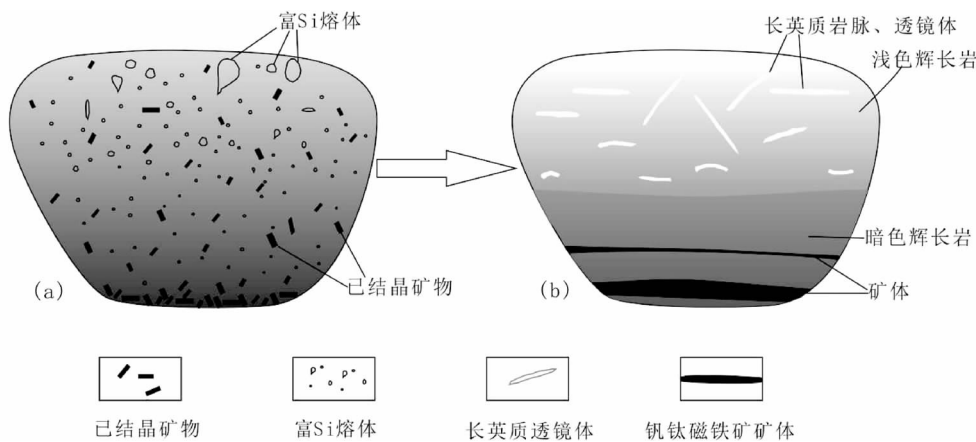 富Si熔体
长英质岩脉、透镜体
浅色辉长岩
暗色辉长岩
(a)
已结晶矿物
(b)
矿体
已结晶矿物
富Si熔体
长英质透镜体
钒钛磁铁矿矿体